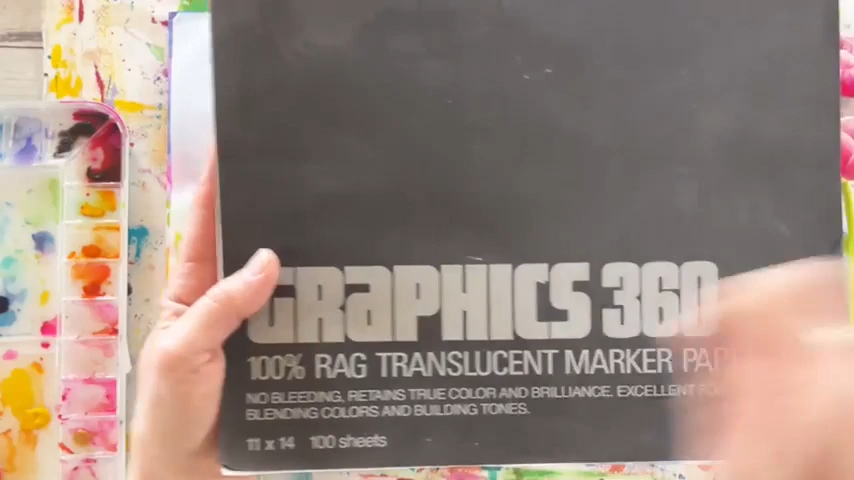 GRAPHICS 360
100% RAG TRANSLUCENT MARKER
NO BLEEDING, RETAINS TRUE COLOR AND BRILLIANCE. EXCELLENT
BLENDING COLORS AND BUILDING TONES.
11 x 14 100 sheets